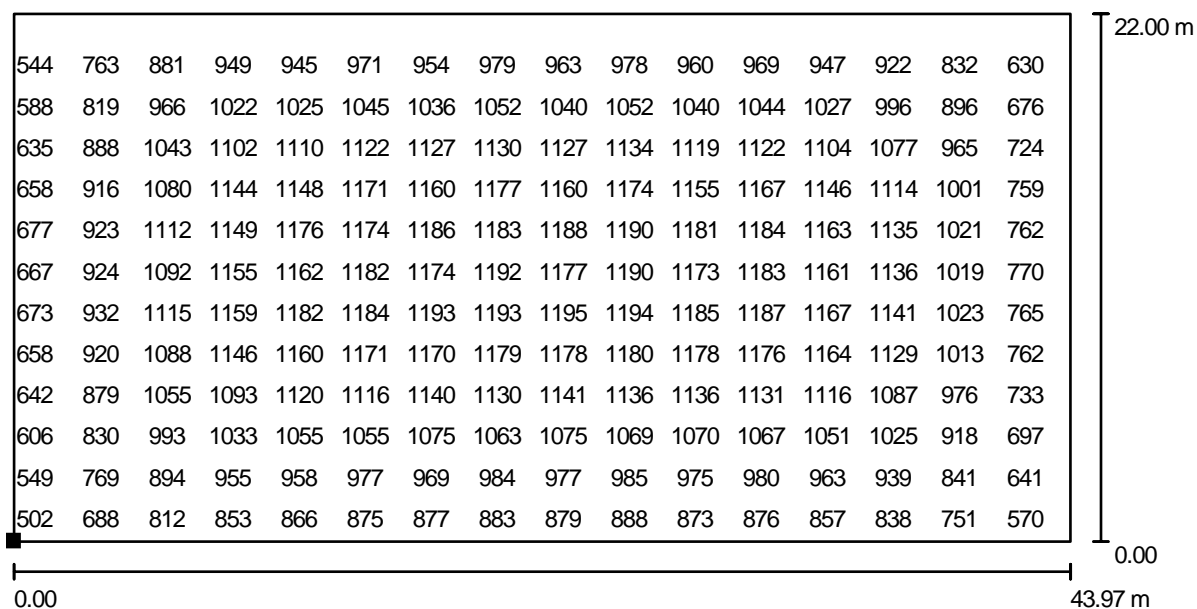 22.00 m
544 763 881 949 945 971 954 979 963 978 960 969 947 922 832 630
588 819 966 1022 1025 1045 1036 1052 1040 1052 1040 1044 1027 996 896 676
635 888 1043 1102 1110 1122 1127 1130 1127 1134 1119 1122 1104 1077 965 724
658 916 1080 1144 1148 1171 1160 1177 1160 1174 1155 1167 1146 1114 1001 759
677 923 1112 1149 1176 1174 1186 1183 1188 1190 1181 1184 1163 1135 1021 762
667 924 1092 1155 1162 1182 1174 1192 1177 1190 1173 1183 1161 1136 1019 770
673 932 1115 1159 1182 1184 1193 1193 1195 1194 1185 1187 1167 1141 1023 765
658 920 1088 1146 1160 1171 1170 1179 1178 1180 1178 1176 1164 1129 1013 762
642 879 1055 1093 1120 1116 1140 1130 1141 1136 1136 1131 1116 1087 976 733
606 830 993 1033 1055 1055 1075 1063 1075 1069 1070 1067 1051 1025 918 697
549 769 894 955 958 977 969 984 977 985 975 980 963 939 841 641
502 688 812 853 866 875 877 883 879 888 873 876 857 838 751 570
0.00
0.00 43.97 m